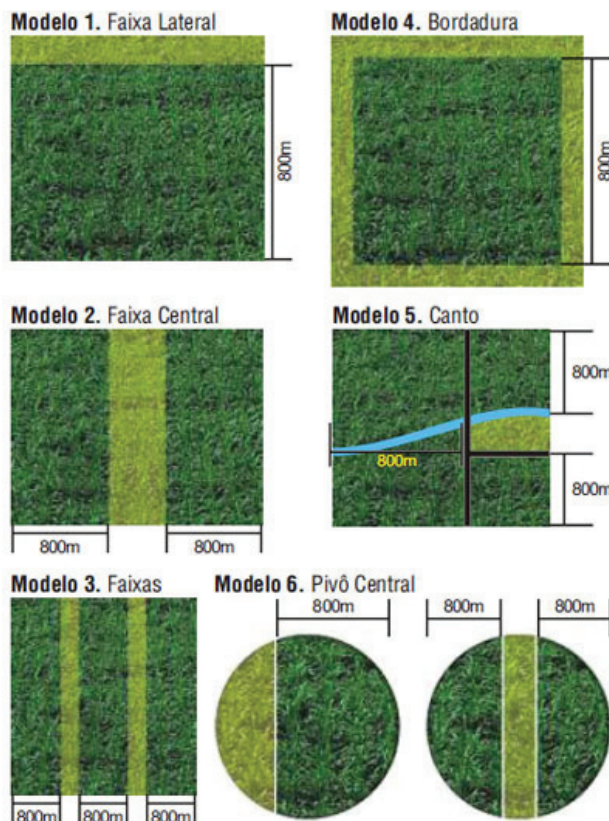 Modelo 1. Faixa Lateral
800m
Modelo 4. Bordadura
800m
Modelo 2. Faixa Central
800m 800m
Modelo 5. Canto
800m
800m
800m
Modelo 3. Faixas
800m 800m 800m
Modelo 6. Pivô Central
800m
800m 800m